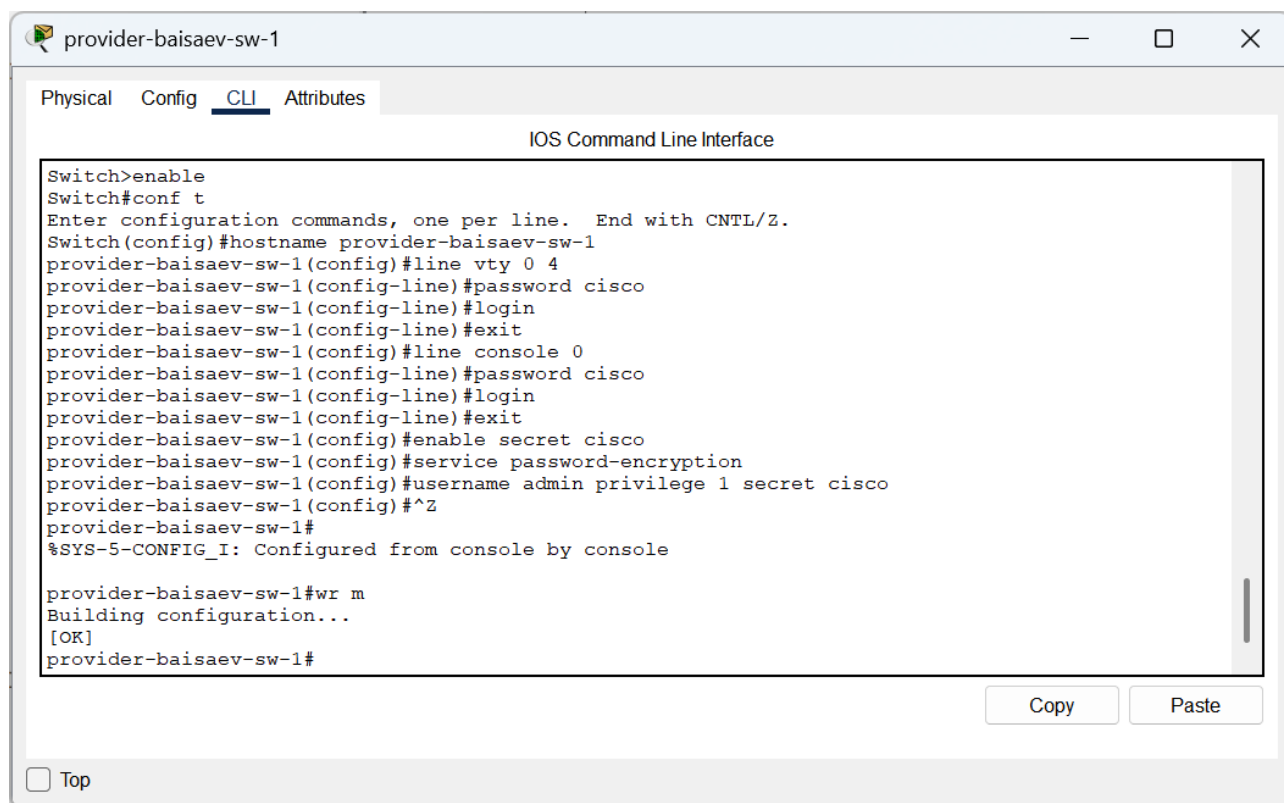 provider-baisaev-sw-1
Physical Config CLI Attributes
IOS Command Line Interface
Switch>enable
Switch#conf t
Enter configuration commands, one per line.  End with CNTL/Z.
Switch(config)#hostname provider-baisaev-sw-1
provider-baisaev-sw-1(config)#line vty 0 4
provider-baisaev-sw-1(config-line)#password cisco
provider-baisaev-sw-1(config-line)#login
provider-baisaev-sw-1(config-line)#exit
provider-baisaev-sw-1(config)#line console 0
provider-baisaev-sw-1(config-line)#password cisco
provider-baisaev-sw-1(config-line)#login
provider-baisaev-sw-1(config-line)#exit
provider-baisaev-sw-1(config)#enable secret cisco
provider-baisaev-sw-1(config)#service password-encryption
provider-baisaev-sw-1(config)#username admin privilege 1 secret cisco
provider-baisaev-sw-1(config)#^Z
provider-baisaev-sw-1#
%SYS-5-CONFIG_I: Configured from console by console
provider-baisaev-sw-1#wr m
Building configuration...
[OK]
provider-baisaev-sw-1#
Copy Paste
Top